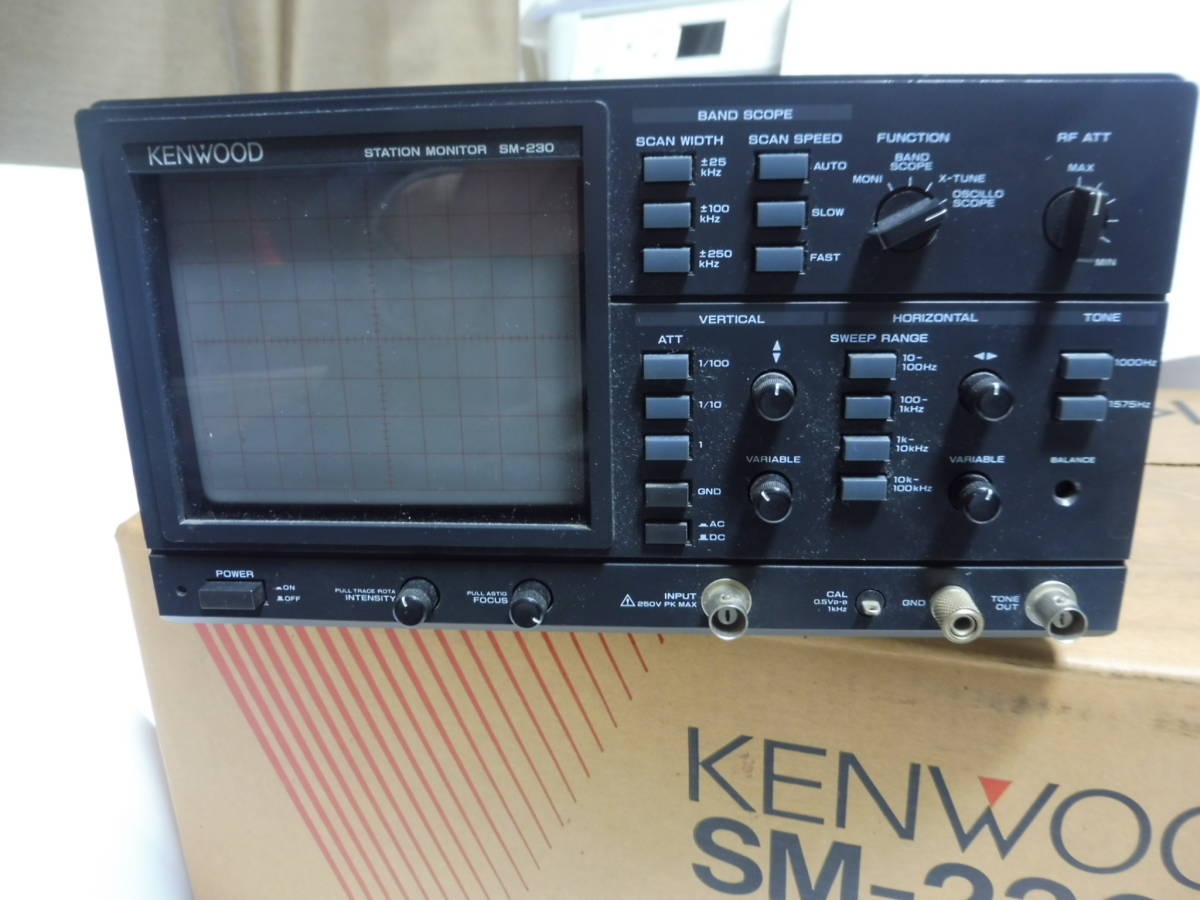 KENWOOD
STATION MONITOR SM-230
BAND SCOPE
SCAN WIDTH
SCAN SPEED
±25 kHz
±100 kHz
±250 kHz
AUTO
SLOW
FAST
FUNCTION
MONI
BAND SCOPE
X-TUNE
OSCILLO SCOPE
RF ATT
MAX
MIN
VERTICAL
ATT
1/100
1/10
1
GND
AC
DC
VARIABLE
HORIZONTAL
SWEEP RANGE
10-
100Hz
100-
1kHz
1k-
10kHz
10k-
100kHz
VARIABLE
TONE
1000Hz
1575Hz
BALANCE
POWER
ON
OFF
PULL TRACE ROTA
INTENSITY
PULL ASTIG
FOCUS
INPUT
250V PK MAX
CAL
0.5Vp-p
1kHz
GND
TONE
OUT
KENWOO
SM-230